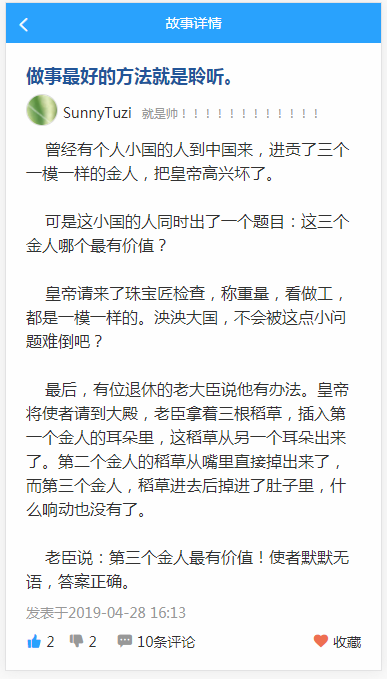 故事详情
做事最好的方法就是聆听。
SunnyTuzi 就是帅！！！！！！！！！！！！
曾经有个人小国的人到中国来，进贡了三个
一模一样的金人，把皇帝高兴坏了。
可是这小国的人同时出了一个题目：这三个
金人哪个最有价值？
皇帝请来了珠宝匠检查，称重量，看做工，
都是一模一样的。泱泱大国，不会被这点小问
题难倒吧？
最后，有位退休的老大臣说他有办法。皇帝
将使者请到大殿，老臣拿着三根稻草，插入第
一个金人的耳朵里，这稻草从另一个耳朵出来
了。第二个金人的稻草从嘴里直接掉出来了，
而第三个金人，稻草进去后掉进了肚子里，什
么响动也没有了。
老臣说：第三个金人最有价值！使者默默无
语，答案正确。
发表于2019-04-28 16:13
2 2 10条评论 收藏